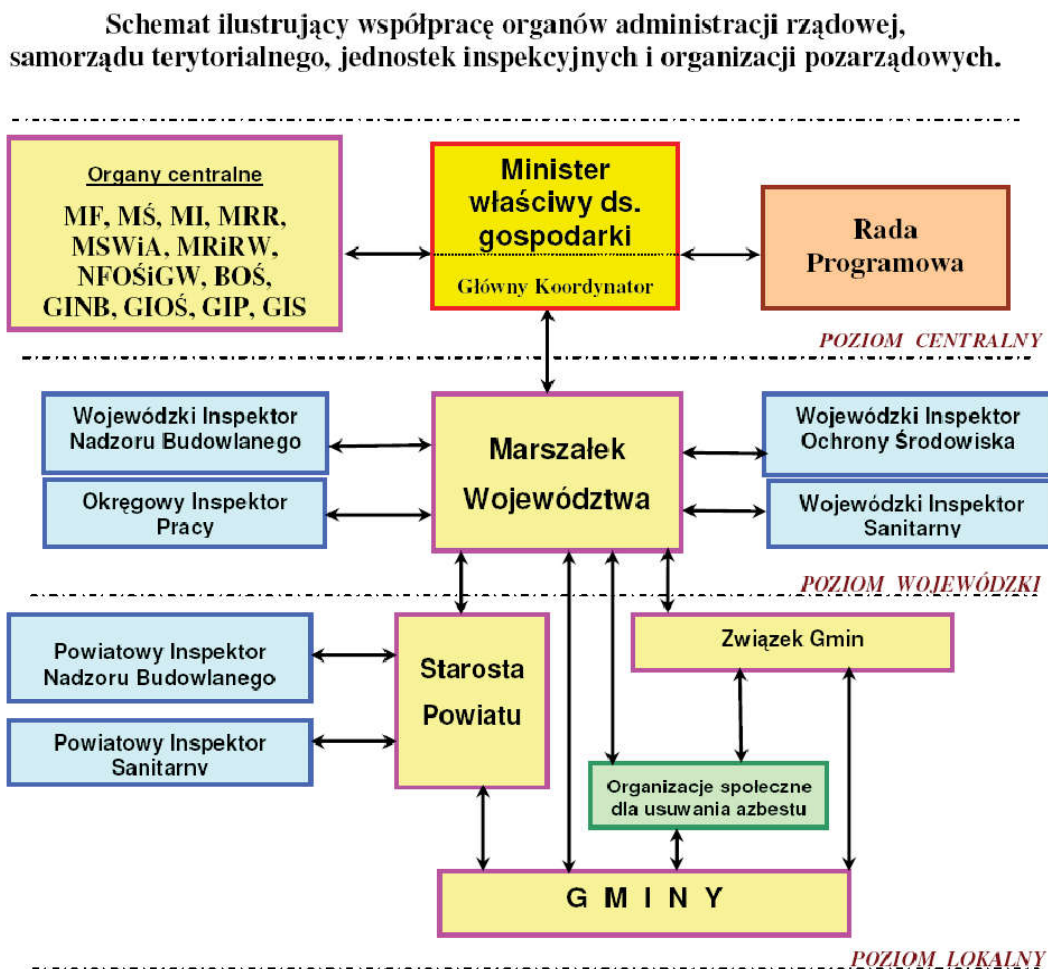 Schemat ilustrujący współpracę organów administracji rządowej,
samorządu terytorialnego, jednostek inspekcyjnych i organizacji pozarządowych.
Organy centralne
MF, MŚ, MI, MRR,
MSWiA, MRiRW,
NFOŚiGW, BOŚ,
GINB, GIOŚ, GIP, GIS
Minister
właściwy ds.
gospodarki
Główny Koordynator
Rada
Programowa
POZIOM CENTRALNY
Wojewódzki Inspektor
Nadzoru Budowlanego
Okręgowy Inspektor
Pracy
Marszałek
Województwa
Wojewódzki Inspektor
Ochrony Środowiska
Wojewódzki Inspektor
Sanitarny
POZIOM WOJEWÓDZKI
Powiatowy Inspektor
Nadzoru Budowlanego
Powiatowy Inspektor
Sanitarny
Starosta
Powiatu
Związek Gmin
Organizacje społeczne
dla usuwania azbestu
G M I N Y
POZIOM LOKALNY